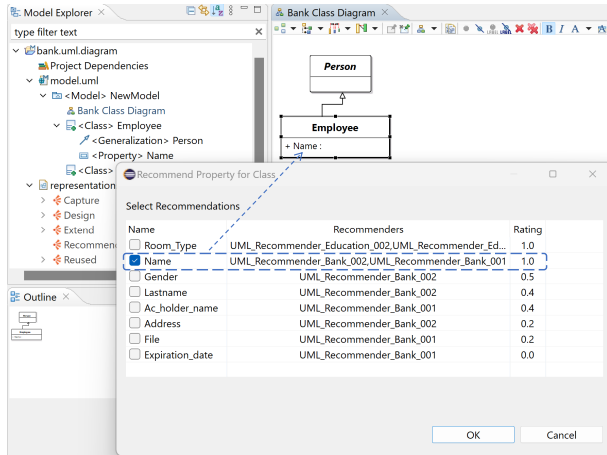 Model Explorer
type filter text
bank.uml.diagram
Project Dependencies
model.uml
<Model> NewModel
Bank Class Diagram
<Class> Employee
<Generalization> Person
<Property> Name
<Class>
representation
Capture
Design
Extend
Recommen
Reused
Outline
Bank Class Diagram
B I A
Person
Employee
+ Name :
Recommend Property for Class
Select Recommendations
Name Recommenders Rating
Room_Type UML_Recommender_Education_002,UML_Recommender_Ed... 1.0
Name UML_Recommender_Bank_002,UML_Recommender_Bank_001 1.0
Gender UML_Recommender_Bank_002 0.5
Lastname UML_Recommender_Bank_002 0.4
Ac_holder_name UML_Recommender_Bank_001 0.4
Address UML_Recommender_Bank_002 0.2
File UML_Recommender_Bank_001 0.2
Expiration_date UML_Recommender_Bank_001 0.0
OK Cancel